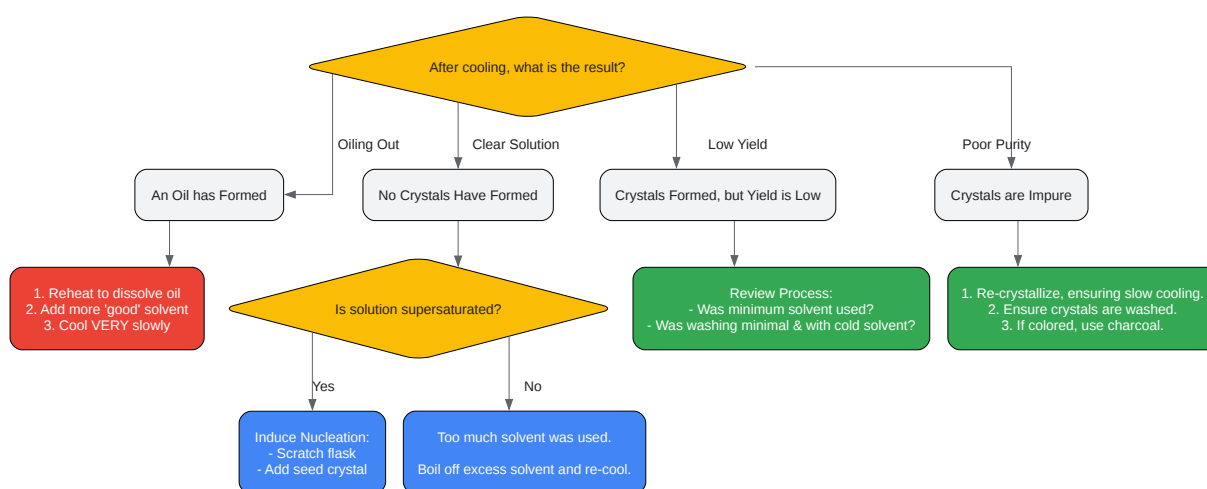 After cooling, what is the result?
Oiling Out
Clear Solution
Low Yield
Poor Purity
An Oil has Formed
No Crystals Have Formed
Crystals Formed, but Yield is Low
Crystals are Impure
1. Reheat to dissolve oil
2. Add more 'good' solvent
3. Cool VERY slowly
Is solution supersaturated?
Review Process:
- Was minimum solvent used?
- Was washing minimal & with cold solvent?
1. Re-crystallize, ensuring slow cooling.
2. Ensure crystals are washed.
3. If colored, use charcoal.
Yes
No
Induce Nucleation:
- Scratch flask
- Add seed crystal
Too much solvent was used.
Boil off excess solvent and re-cool.